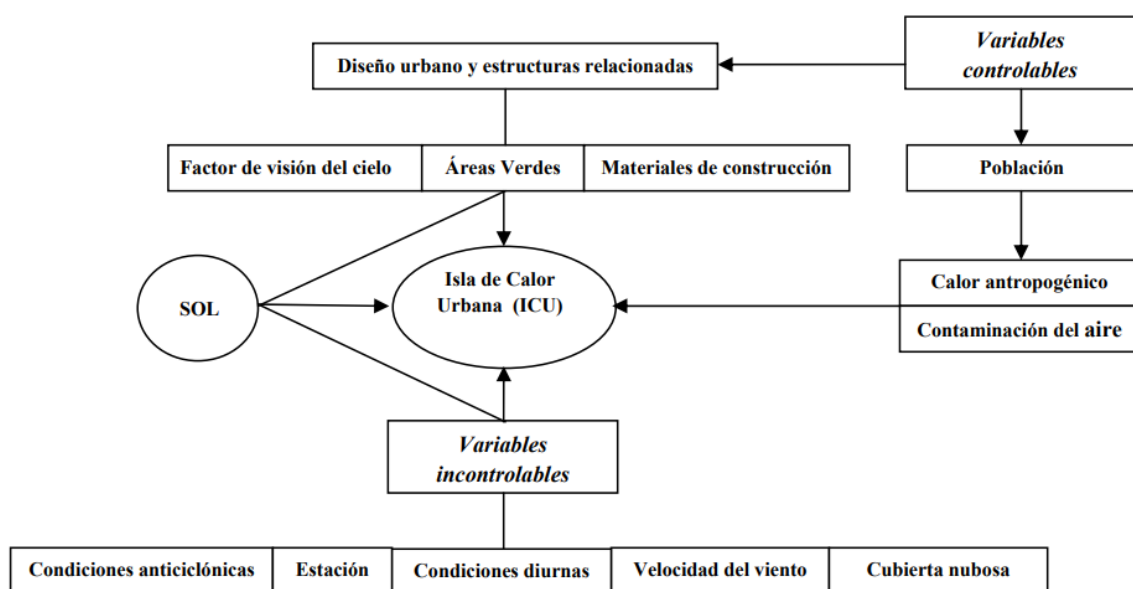 Variables
controlables
Diseño urbano y estructuras relacionadas
Factor de visión del cielo
Áreas Verdes
Materiales de construcción
Población
SOL
Isla de Calor
Urbana (ICU)
Calor antropogénico
Contaminación del aire
Variables
incontrolables
Condiciones anticiclónicas
Estación
Condiciones diurnas
Velocidad del viento
Cubierta nubosa